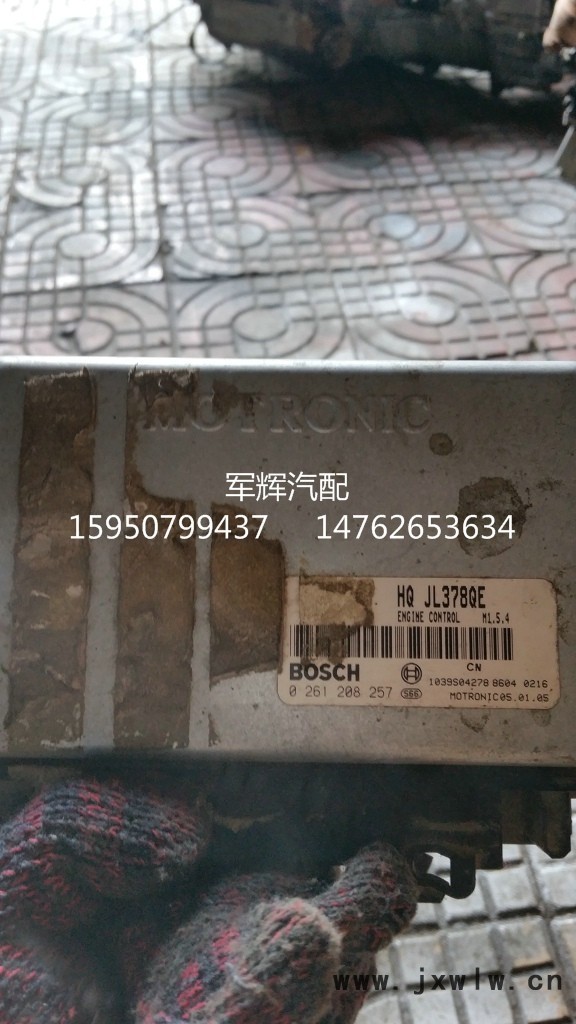 MOTRONIC
军辉汽配
15950799437 14762653634
HQ JL378QE
ENGINE CONTROL M1.5.4
CN
BOSCH
1039S04278 8604 0216
0 261 208 257 S66
MOTRONIC05.01.05
www.jxwlw.cn